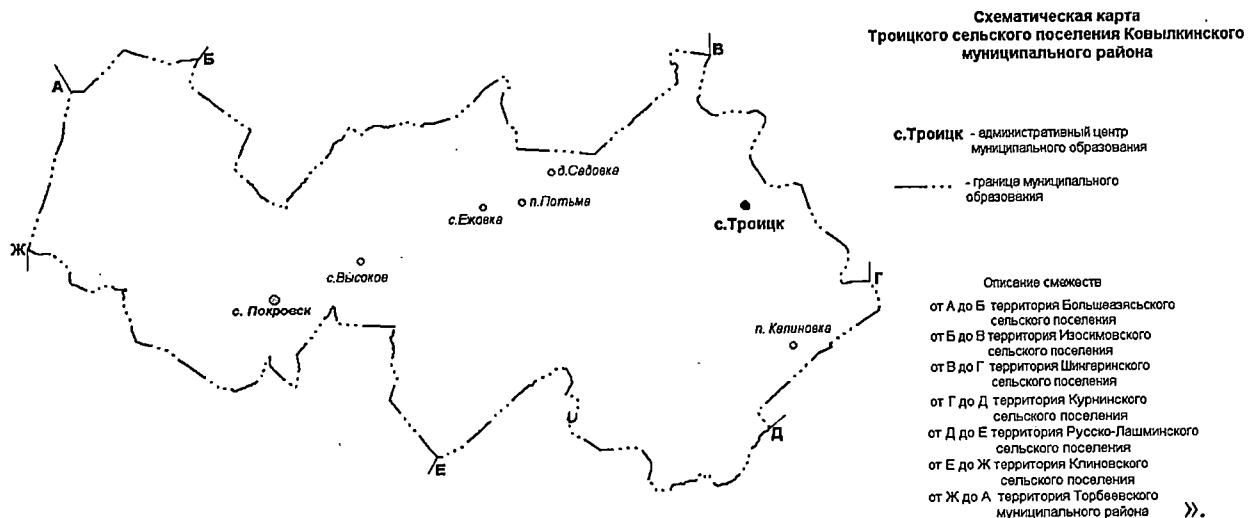 Схематическая карта
Троицкого сельского поселения Ковылкинского
муниципального района
А
Б
В
с.Троицк - административный центр
муниципального образования
- граница муниципального
образования
д.Садовка
с.Ежовка
п.Потьма
с.Троицк
Ж
с.Высокое
с. Покровск
Г
п. Калиновка
Д
Е
Описание смежеств
от А до Б территория Большеазясьского
сельского поселения
от Б до В территория Изосимовского
сельского поселения
от В до Г территория Шингаринского
сельского поселения
от Г до Д территория Курнинского
сельского поселения
от Д до Е территория Русско-Лашминского
сельского поселения
от Е до Ж территория Клиновского
сельского поселения
от Ж до А территория Торбеевского
муниципального района ».